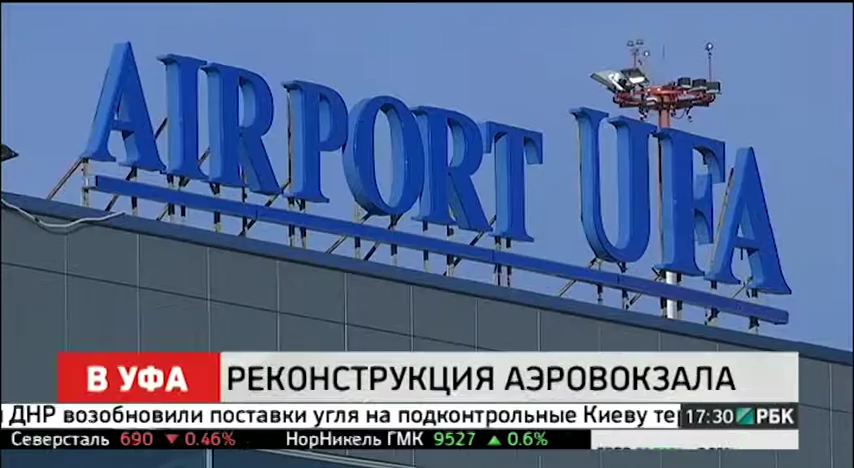 AIRPORT UFA
В УФА РЕКОНСТРУКЦИЯ АЭРОВОКЗАЛА
ДНР возобновили поставки угля на подконтрольные Киеву 17:30 РБК
Северсталь 690 ▼ 0.46% НорНикель ГМК 9527 ▲ 0.6%